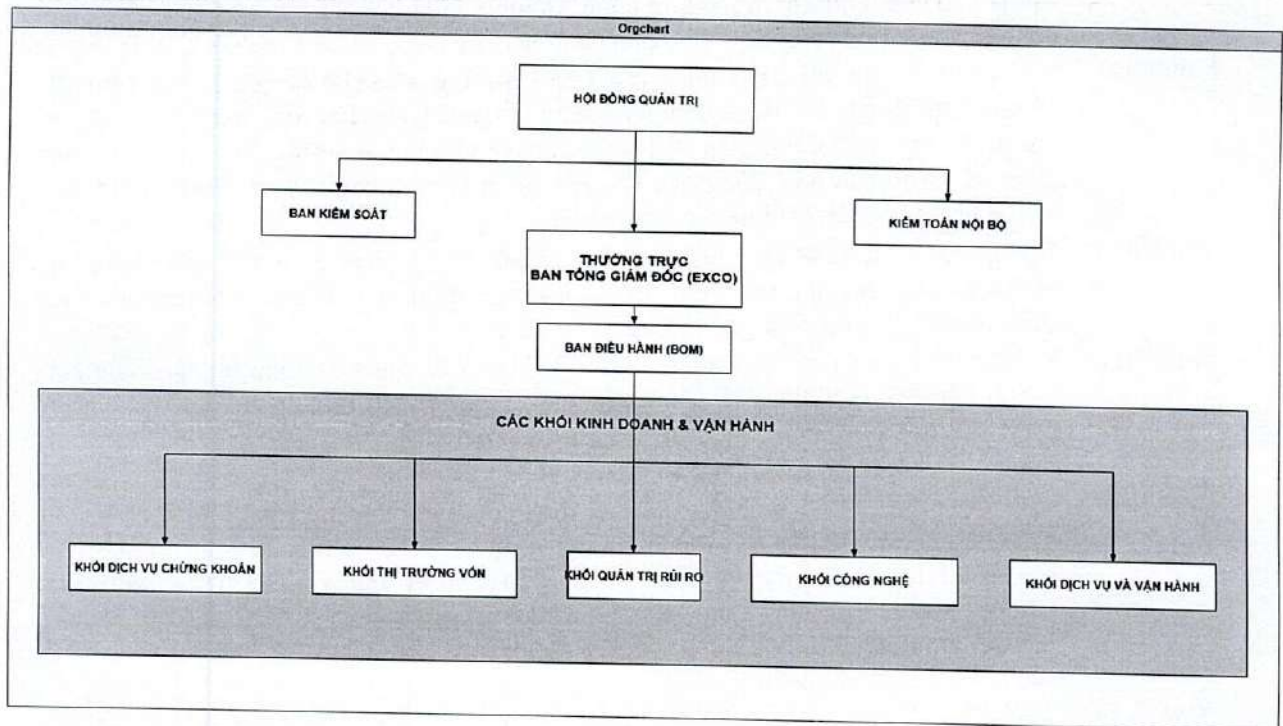 Orgchart
HỘI ĐỒNG QUẢN TRỊ
BAN KIỂM SOÁT
KIỂM TOÁN NỘI BỘ
THƯỜNG TRỰC
BAN TỔNG GIÁM ĐỐC (EXCO)
BAN ĐIỀU HÀNH (BOM)
CÁC KHỐI KINH DOANH & VẬN HÀNH
KHỐI DỊCH VỤ CHỨNG KHOÁN
KHỐI THỊ TRƯỜNG VỐN
KHỐI QUẢN TRỊ RỦI RO
KHỐI CÔNG NGHỆ
KHỐI DỊCH VỤ VÀ VẬN HÀNH